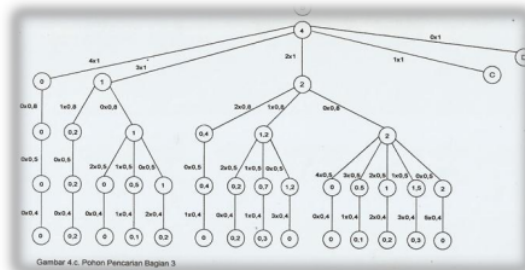 4
4x1 3x1 2x1 1x1 0x1
0 1 2 C D
0x0,8 1x0,8 0x0,8 2x0,8 1x0,8 0x0,8
0 0,2 1 0,4 1,2 2
0x0,5 0x0,5 2x0,5 1x0,5 0x0,5 0x0,5 2x0,5 1x0,5 0x0,5 4x0,5 3x0,5 2x0,5 1x0,5 0x0,5
0 0,2 0 0,5 1 0,4 0,2 0,7 1,2 0 0,5 1 1,5 2
0x0,4 0x0,4 0x0,4 1x0,4 2x0,4 1x0,4 0x0,4 1x0,4 3x0,4 0x0,4 1x0,4 2x0,4 3x0,4 5x0,4
0 0,2 0 0,1 0,2 0 0,2 0,3 0 0 0,1 0,2 0,3 0
Gambar 4.c. Pohon Pencarian Bagian 3